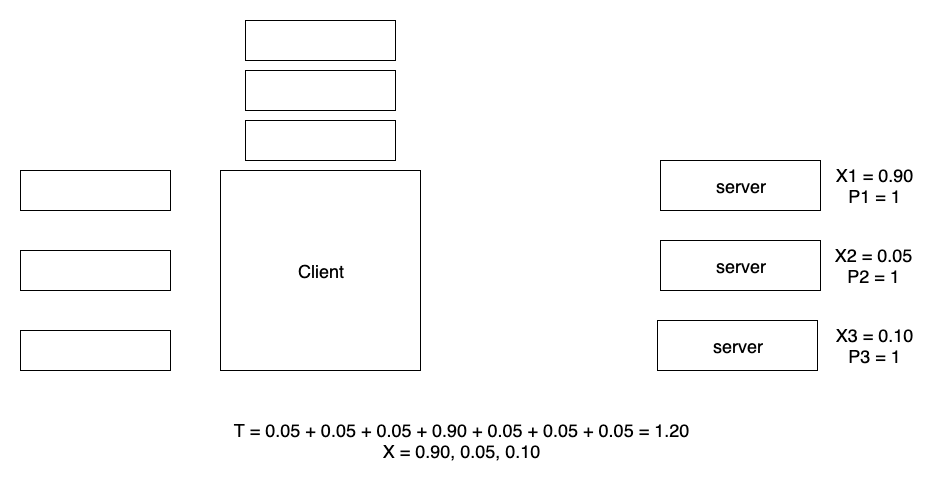 server
X1 = 0.90
P1 = 1
Client
server
X2 = 0.05
P2 = 1
server
X3 = 0.10
P3 = 1
T = 0.05 + 0.05 + 0.05 + 0.90 + 0.05 + 0.05 + 0.05 = 1.20
X = 0.90, 0.05, 0.10